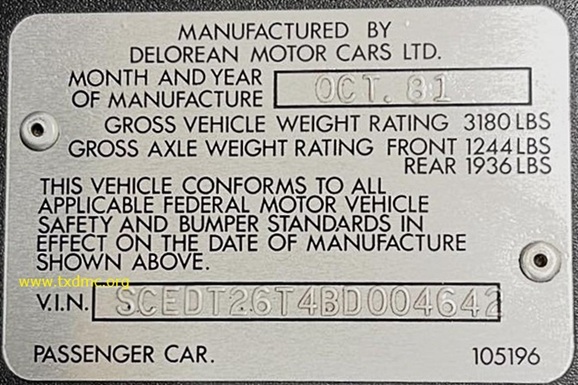 MANUFACTURED BY
DELOREAN MOTOR CARS LTD.
MONTH AND YEAR
OF MANUFACTURE OCT. 81
GROSS VEHICLE WEIGHT RATING 3180 LBS
GROSS AXLE WEIGHT RATING FRONT 1244 LBS
REAR 1936 LBS
THIS VEHICLE CONFORMS TO ALL
APPLICABLE FEDERAL MOTOR VEHICLE
SAFETY AND BUMPER STANDARDS IN
EFFECT ON THE DATE OF MANUFACTURE
SHOWN ABOVE.
www.txdmc.org
V.I.N. SCEDT26T4BD004642
PASSENGER CAR. 105196